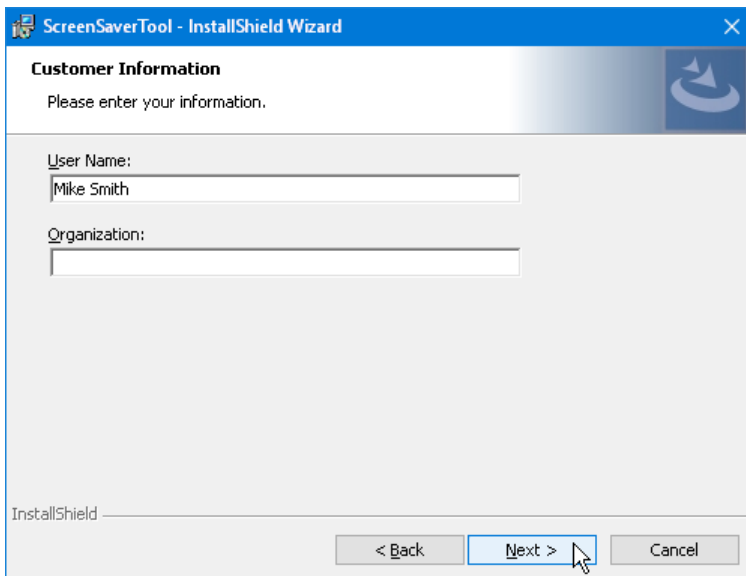 ScreenSaverTool - InstallShield Wizard
Customer Information
Please enter your information.
User Name:
Mike Smith
Organization:
InstallShield
< Back Next > Cancel